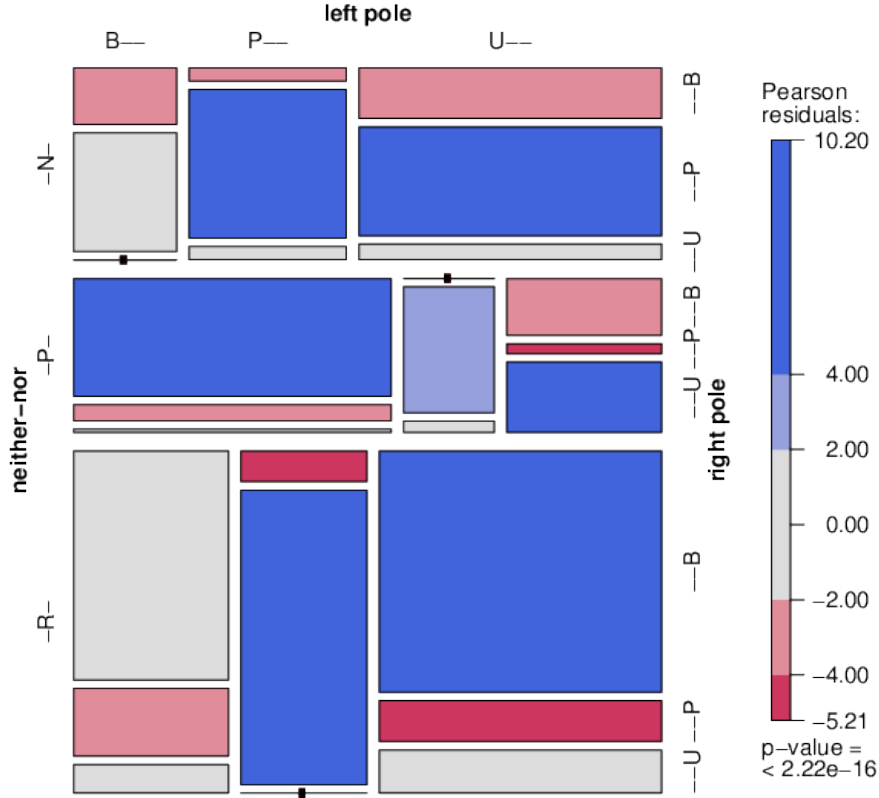 left pole
B−− P−− U−−
neither−nor
−N−
−P−
−R−
right pole
−−B
−−P
−−U
−−B
−−P
−−U
−−B
−−P
−−U
Pearson
residuals:
10.20
4.00
2.00
0.00
−2.00
−4.00
−5.21
p−value =
< 2.22e−16